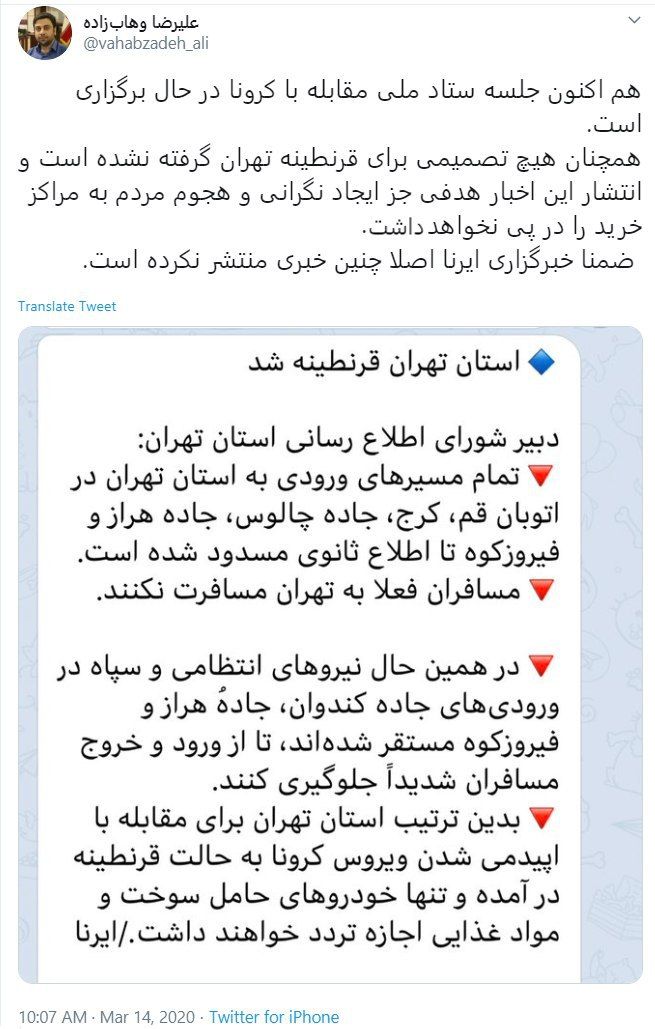 علیرضا وهاب‌زاده
@vahabzadeh_ali
هم اکنون جلسه ستاد ملی مقابله با کرونا در حال برگزاری
است.
همچنان هیچ تصمیمی برای قرنطینه تهران گرفته نشده است و
انتشار این اخبار هدفی جز ایجاد نگرانی و هجوم مردم به مراکز
خرید را در پی نخواهد داشت.
ضمنا خبرگزاری ایرنا اصلا چنین خبری منتشر نکرده است.
Translate Tweet
🔷 استان تهران قرنطینه شد
دبیر شورای اطلاع رسانی استان تهران:
🔻 تمام مسیرهای ورودی به استان تهران در
اتوبان قم، کرج، جاده چالوس، جاده هراز و
فیروزکوه تا اطلاع ثانوی مسدود شده است.
🔻 مسافران فعلا به تهران مسافرت نکنند.
🔻 در همین حال نیروهای انتظامی و سپاه در
ورودی‌های جاده کندوان، جادهُ هراز و
فیروزکوه مستقر شده‌اند، تا از ورود و خروج
مسافران شدیداً جلوگیری کنند.
🔻 بدین ترتیب استان تهران برای مقابله با
اپیدمی شدن ویروس کرونا به حالت قرنطینه
در آمده و تنها خودروهای حامل سوخت و
مواد غذایی اجازه تردد خواهند داشت./ایرنا
10:07 AM · Mar 14, 2020 · Twitter for iPhone